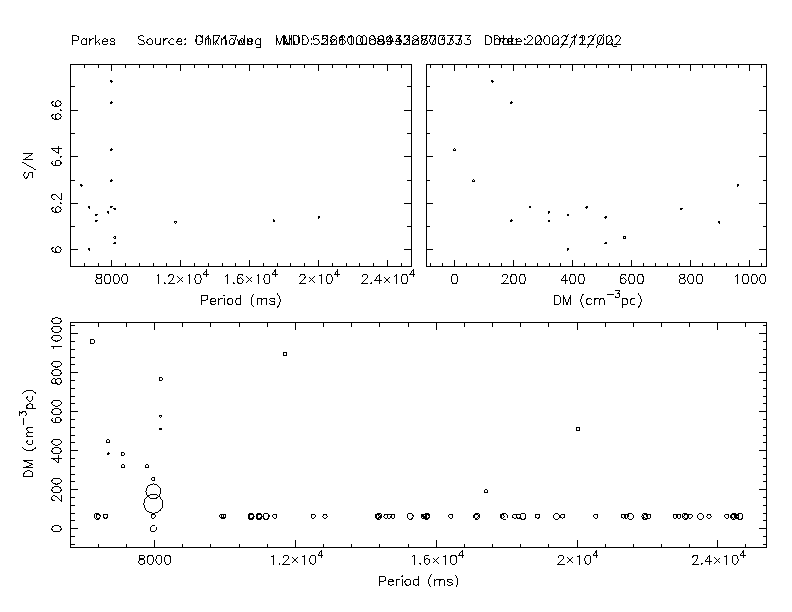 Parkes Source:
S/N
6.6
6.4
6.2
6
8000 1.2×10⁴ 1.6×10⁴ 2×10⁴ 2.4×10⁴
Period (ms)
0 200 400 600 800 1000
DM (cm⁻³pc)
DM (cm⁻³pc)
1000
800
600
400
200
0
8000 1.2×10⁴ 1.6×10⁴ 2×10⁴ 2.4×10⁴
Period (ms)